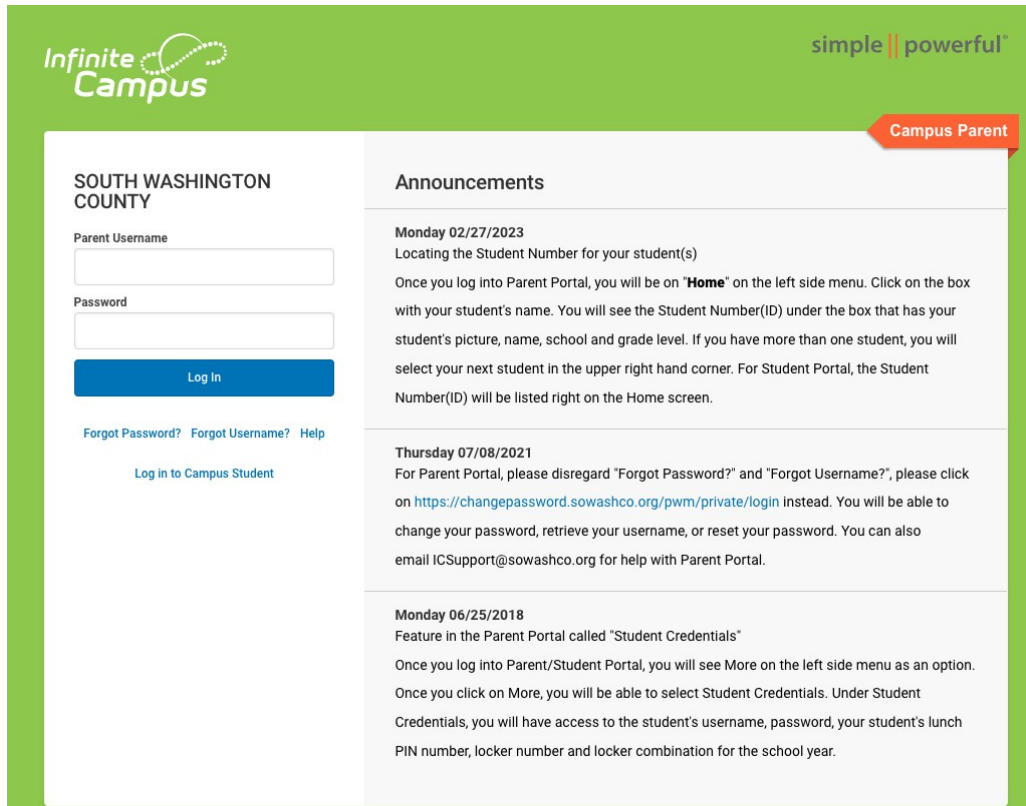 Infinite
Campus
simple || powerful®
Campus Parent
SOUTH WASHINGTON
COUNTY
Parent Username
Password
Log In
Forgot Password? Forgot Username? Help
Log in to Campus Student
Announcements
Monday 02/27/2023
Locating the Student Number for your student(s)
Once you log into Parent Portal, you will be on "Home" on the left side menu. Click on the box
with your student's name. You will see the Student Number(ID) under the box that has your
student's picture, name, school and grade level. If you have more than one student, you will
select your next student in the upper right hand corner. For Student Portal, the Student
Number(ID) will be listed right on the Home screen.
Thursday 07/08/2021
For Parent Portal, please disregard "Forgot Password?" and "Forgot Username?", please click
on https://changepassword.sowashco.org/pwm/private/login instead. You will be able to
change your password, retrieve your username, or reset your password. You can also
email ICSupport@sowashco.org for help with Parent Portal.
Monday 06/25/2018
Feature in the Parent Portal called "Student Credentials"
Once you log into Parent/Student Portal, you will see More on the left side menu as an option.
Once you click on More, you will be able to select Student Credentials. Under Student
Credentials, you will have access to the student's username, password, your student's lunch
PIN number, locker number and locker combination for the school year.